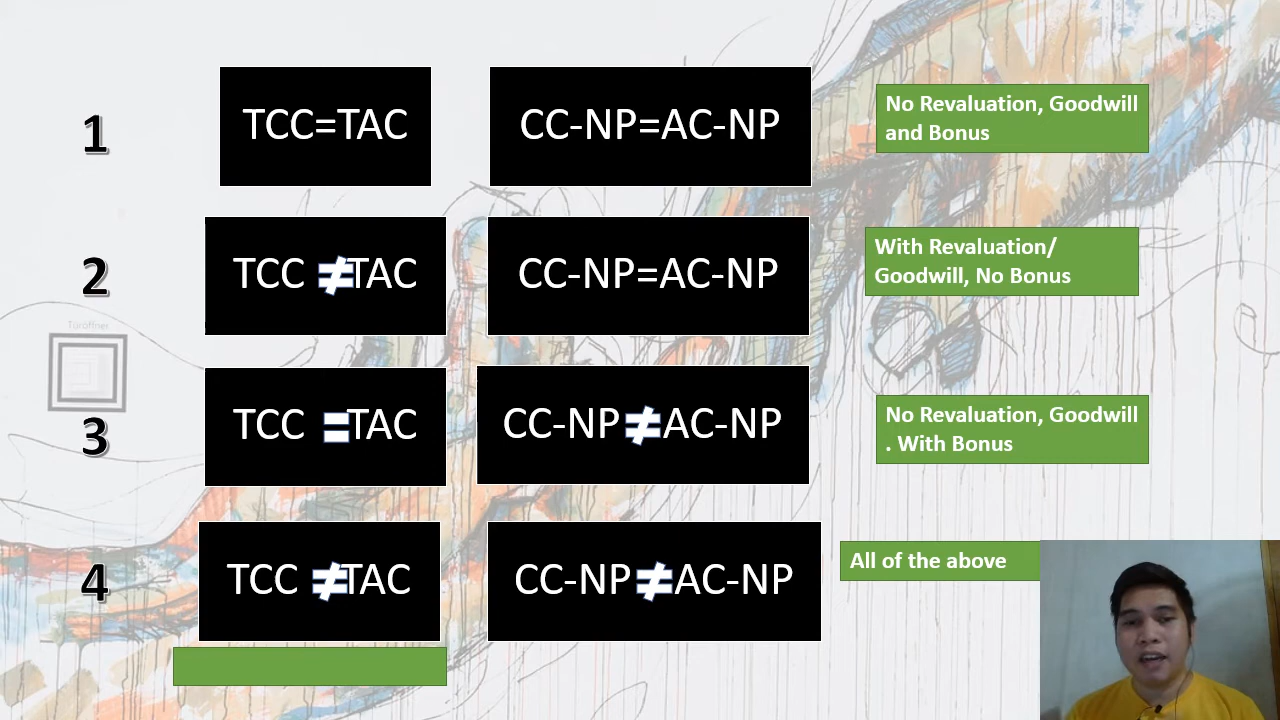 1
TCC=TAC
CC-NP=AC-NP
No Revaluation, Goodwill
and Bonus
2
TCC ≠TAC
CC-NP=AC-NP
With Revaluation/
Goodwill, No Bonus
Türöffner
3
TCC =TAC
CC-NP≠AC-NP
No Revaluation, Goodwill
. With Bonus
4
TCC ≠TAC
CC-NP≠AC-NP
All of the above